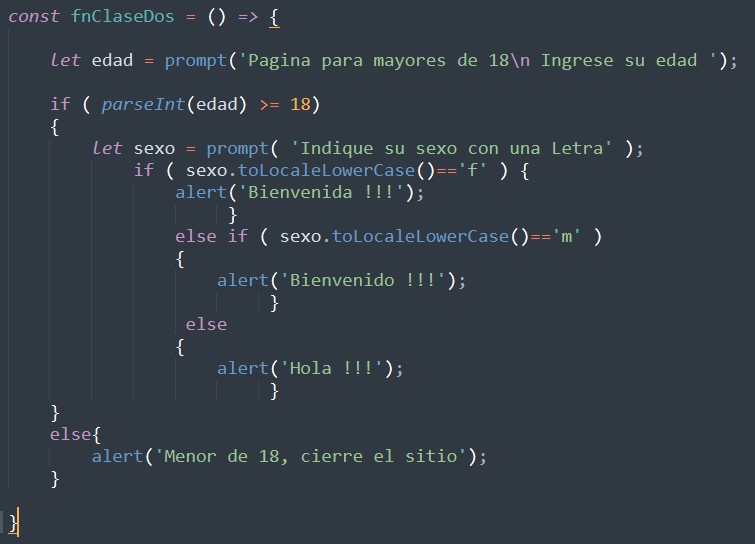 const fnClaseDos = () => {
let edad = prompt('Pagina para mayores de 18\n Ingrese su edad ');
if ( parseInt(edad) >= 18)
{
let sexo = prompt( 'Indique su sexo con una Letra' );
if ( sexo.toLocaleLowerCase()=='f' ) {
alert('Bienvenida !!!');
}
else if ( sexo.toLocaleLowerCase()=='m' )
{
alert('Bienvenido !!!');
}
else
{
alert('Hola !!!');
}
}
else{
alert('Menor de 18, cierre el sitio');
}
}